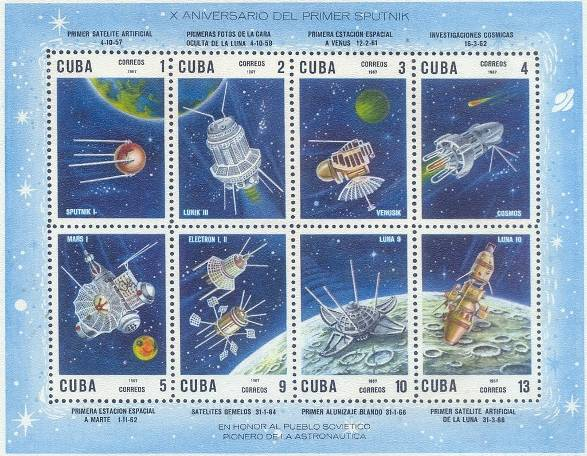 X ANIVERSARIO DEL PRIMER SPUTNIK
PRIMER SATELITE ARTIFICIAL
4-10-57
PRIMERAS FOTOS DE LA CARA
OCULTA DE LA LUNA 4-10-59
PRIMERA ESTACION ESPACIAL
A VENUS 12-2-61
INVESTIGACIONES COSMICAS
16-3-62
CUBA 1
CORREOS 1967
SPUTNIK I-
CUBA 2
CORREOS 1967
LUNIK III
CUBA 3
CORREOS 1967
VENUSIK
CUBA 4
CORREOS 1967
COSMOS
MARS I
1967
CUBA CORREOS 5
ELECTRON I, II
1967
CUBA CORREOS 9
LUNA 9
1967
CUBA CORREOS 10
LUNA 10
1967
CUBA CORREOS 13
PRIMERA ESTACION ESPACIAL
A MARTE 1-11-62
SATELITES GEMELOS 31-1-64
PRIMER ALUNIZAJE BLANDO 31-1-66
PRIMER SATELITE ARTIFICIAL
DE LA LUNA 31-3-66
EN HONOR AL PUEBLO SOVIETICO
PIONERO DE LA ASTRONAUTICA